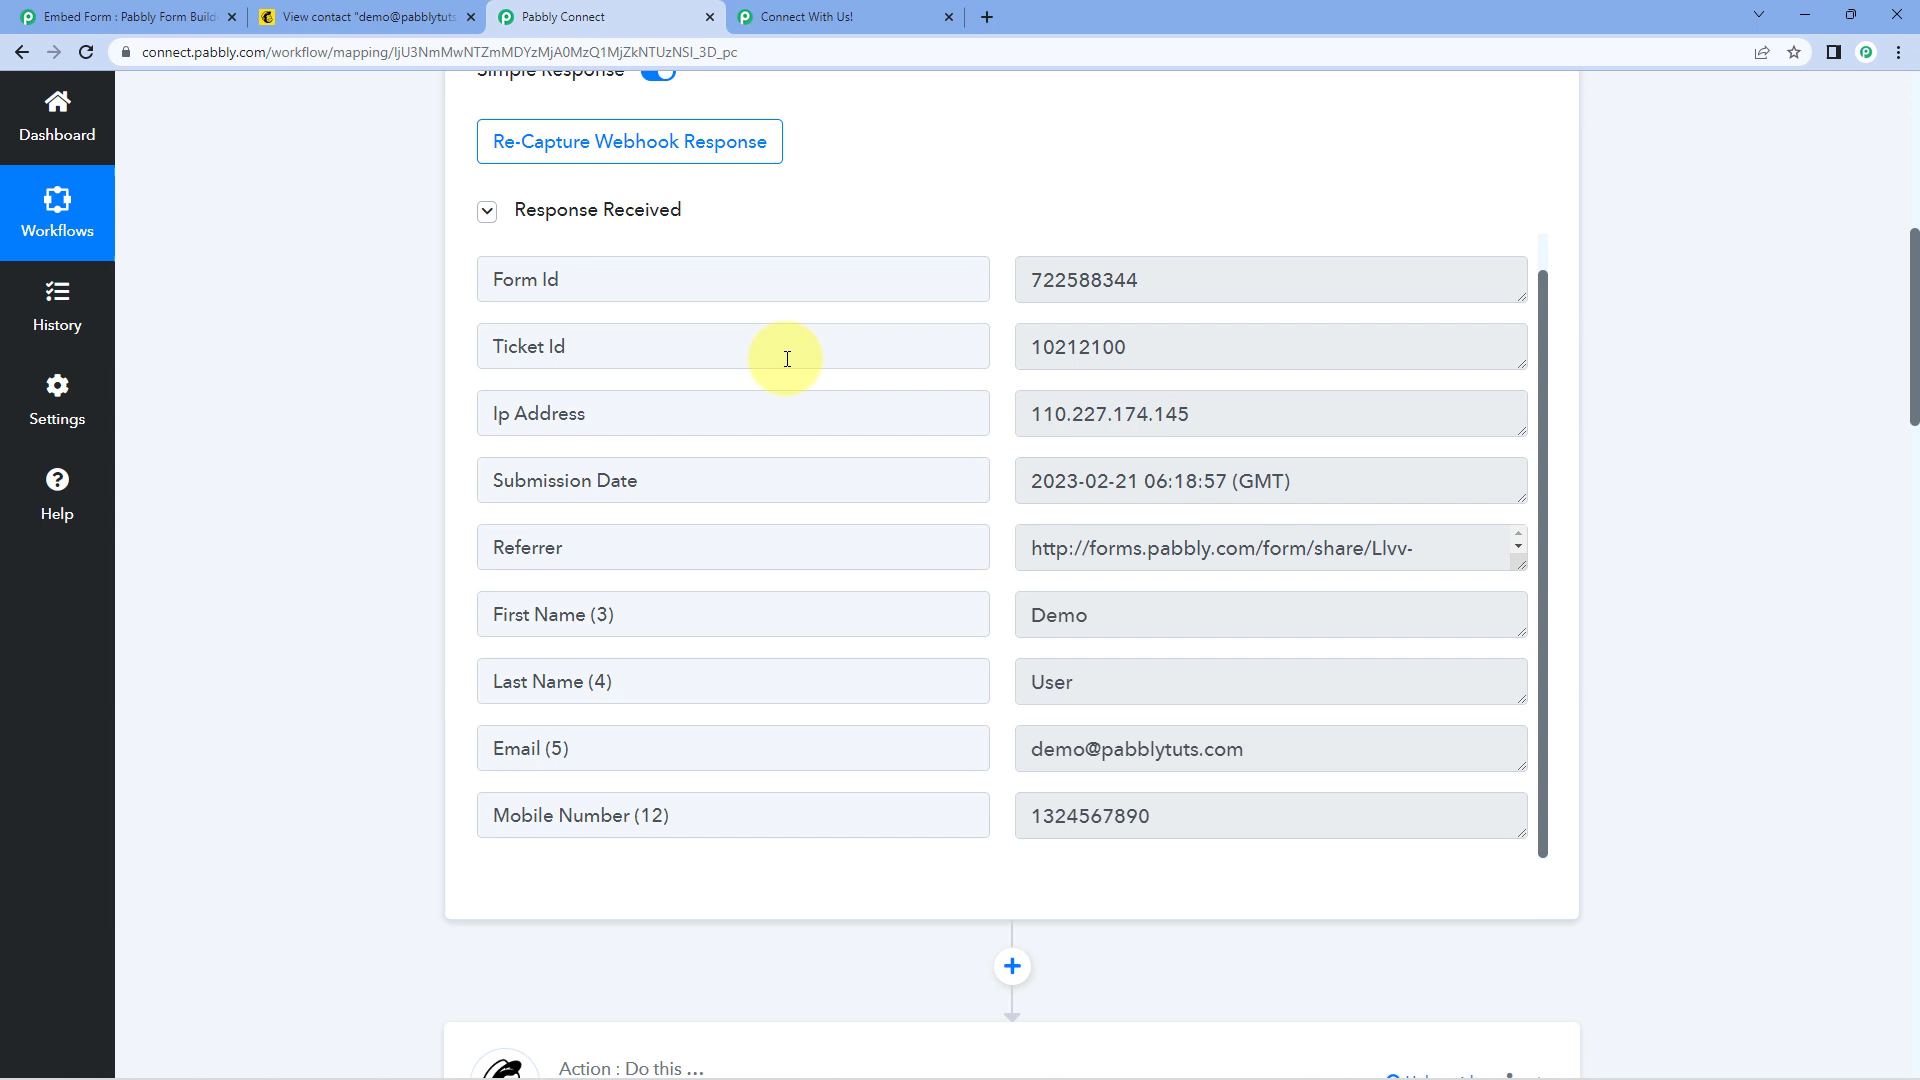 Embed Form : Pabbly Form Build
View contact "demo@pabblytuts
Pabbly Connect
Connect With Us!
connect.pabbly.com/workflow/mapping/IjU3NmMwNTZmMDYzMjA0MzQ1MjZkNTUzNSI_3D_pc
Simple Response
Dashboard
Re-Capture Webhook Response
Workflows
Response Received
Form Id
722588344
History
Ticket Id
10212100
Settings
Ip Address
110.227.174.145
Submission Date
2023-02-21 06:18:57 (GMT)
Help
Referrer
http://forms.pabbly.com/form/share/Llvv-
First Name (3)
Demo
Last Name (4)
User
Email (5)
demo@pabblytuts.com
Mobile Number (12)
1324567890
Action : Do this ...